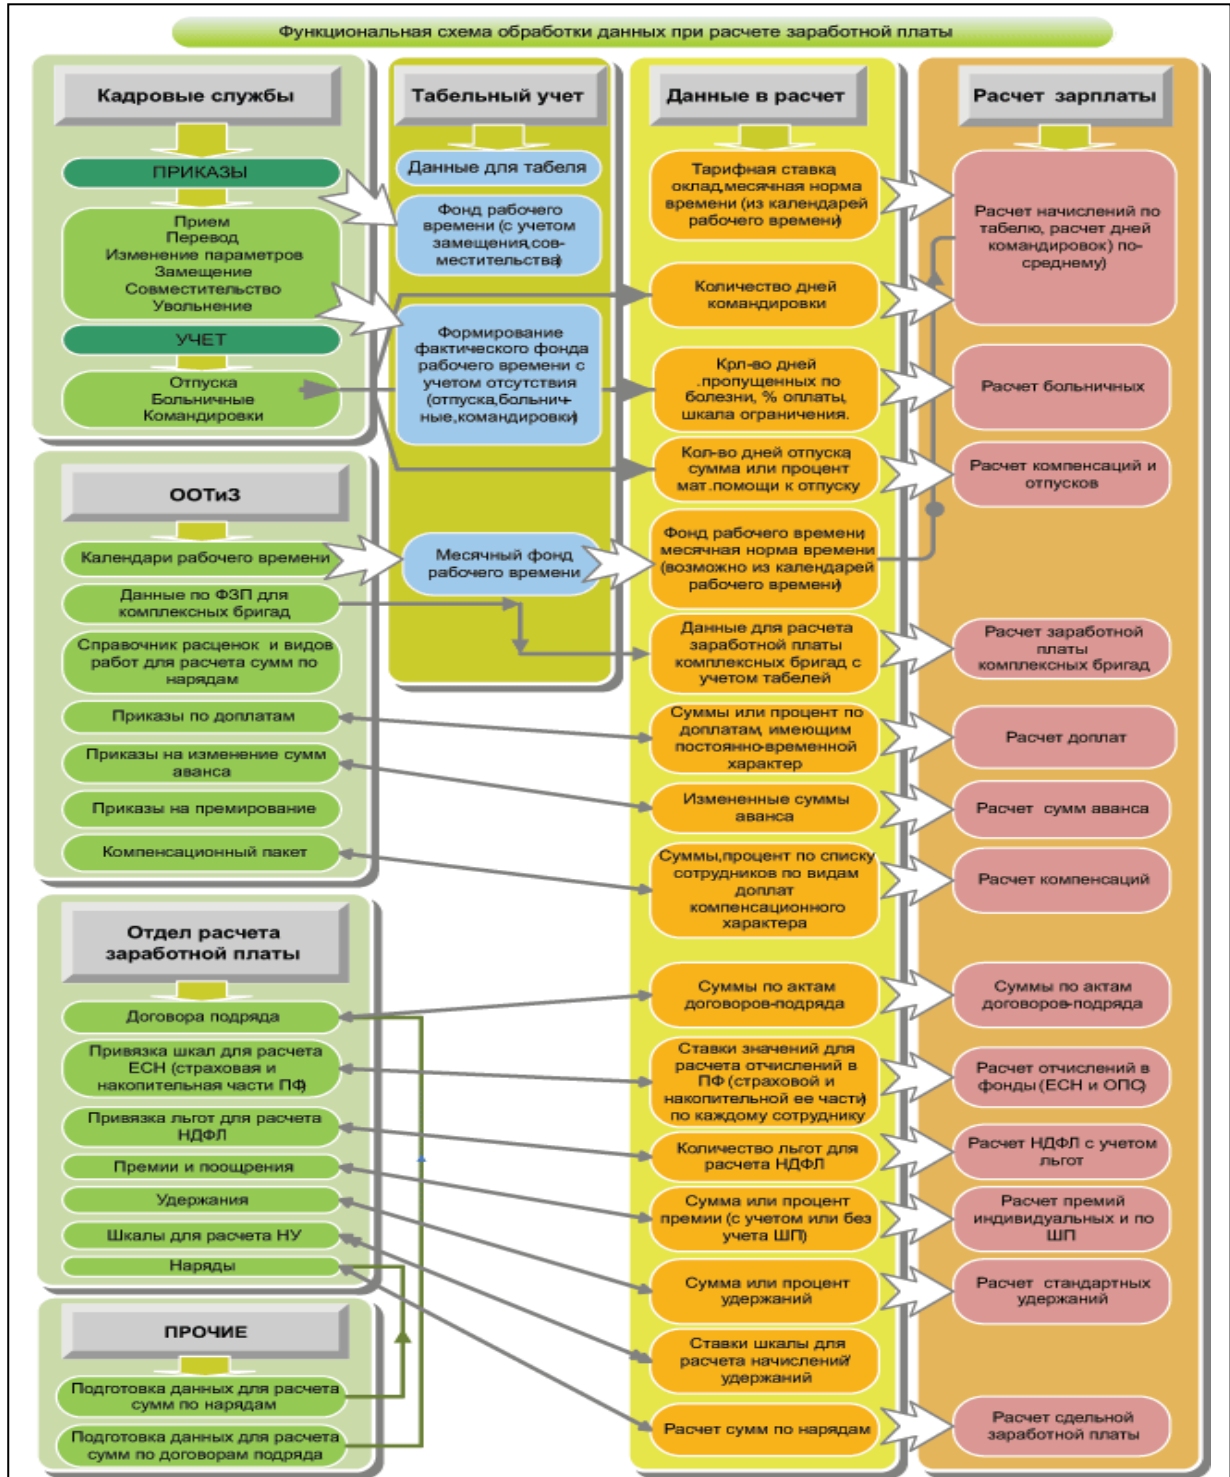 Функциональная схема обработки данных при расчете заработной платы
Кадровые службы
ПРИКАЗЫ
Прием
Перевод
Изменение параметров
Замещение
Совместительство
Увольнение
УЧЕТ
Отпуска
Больничные
Командировки
ООТиЗ
Календари рабочего времени
Данные по ФЗП для
комплексных бригад
Справочник расценок и видов
работ для расчета сумм по
нарядам
Приказы по доплатам
Приказы на изменение сумм
аванса
Приказы на премирование
Компенсационный пакет
Отдел расчета
заработной платы
Договора подряда
Привязка шкал для расчета
ЕСН (страховая и
накопительная части ПФ)
Привязка льгот для расчета
НДФЛ
Премии и поощрения
Удержания
Шкалы для расчета НУ
Наряды
ПРОЧИЕ
Подготовка данных для расчета
сумм по нарядам
Подготовка данных для расчета
сумм по договорам подряда
Табельный учет
Данные для табеля
Фонд рабочего
времени (с учетом
замещения,сов-
местительства)
Формирование
фактического фонда
рабочего времени с
учетом отсутствия
(отпуска,больнич-
ные,командировки)
Месячный фонд
рабочего времени
Данные в расчет
Тарифная ставка,
оклад,месячная норма
времени (из календарей
рабочего времени)
Количество дней
командировки
Крл-во дней
.пропущенных по
болезни, % оплаты,
шкала ограничения.
Кол-во дней отпуска,
сумма или процент
мат.помощи к отпуску
Фонд рабочего времени,
месячная норма времени
(возможно из календарей
рабочего времени)
Данные для расчета
заработной платы
комплексных бригад с
учетом табелей
Суммы или процент по
доплатам, имеющим
постоянно-временной
характер
Измененные суммы
аванса
Суммы,процент по списку
сотрудников по видам
доплат
компенсационного
характера
Суммы по актам
договоров-подряда
Ставки значений для
расчета отчислений в
ПФ (страховой и
накопительной ее части)
по каждому сотруднику
Количество льгот для
расчета НДФЛ
Сумма или процент
премии (с учетом или без
учета ШП)
Сумма или процент
удержаний
Ставки шкалы для
расчета начислений/
удержаний
Расчет сумм по нарядам
Расчет зарплаты
Расчет начислений по
табелю, расчет дней
командировок) по-
среднему)
Расчет больничных
Расчет компенсаций и
отпусков
Расчет заработной
платы
комплексных бригад
Расчет доплат
Расчет сумм аванса
Расчет компенсаций
Суммы по актам
договоров-подряда
Расчет отчислений в
фонды (ЕСН и ОПС)
Расчет НДФЛ с учетом
льгот
Расчет премий
индивидуальных и по
ШП
Расчет стандартных
удержаний
Расчет сдельной
заработной платы